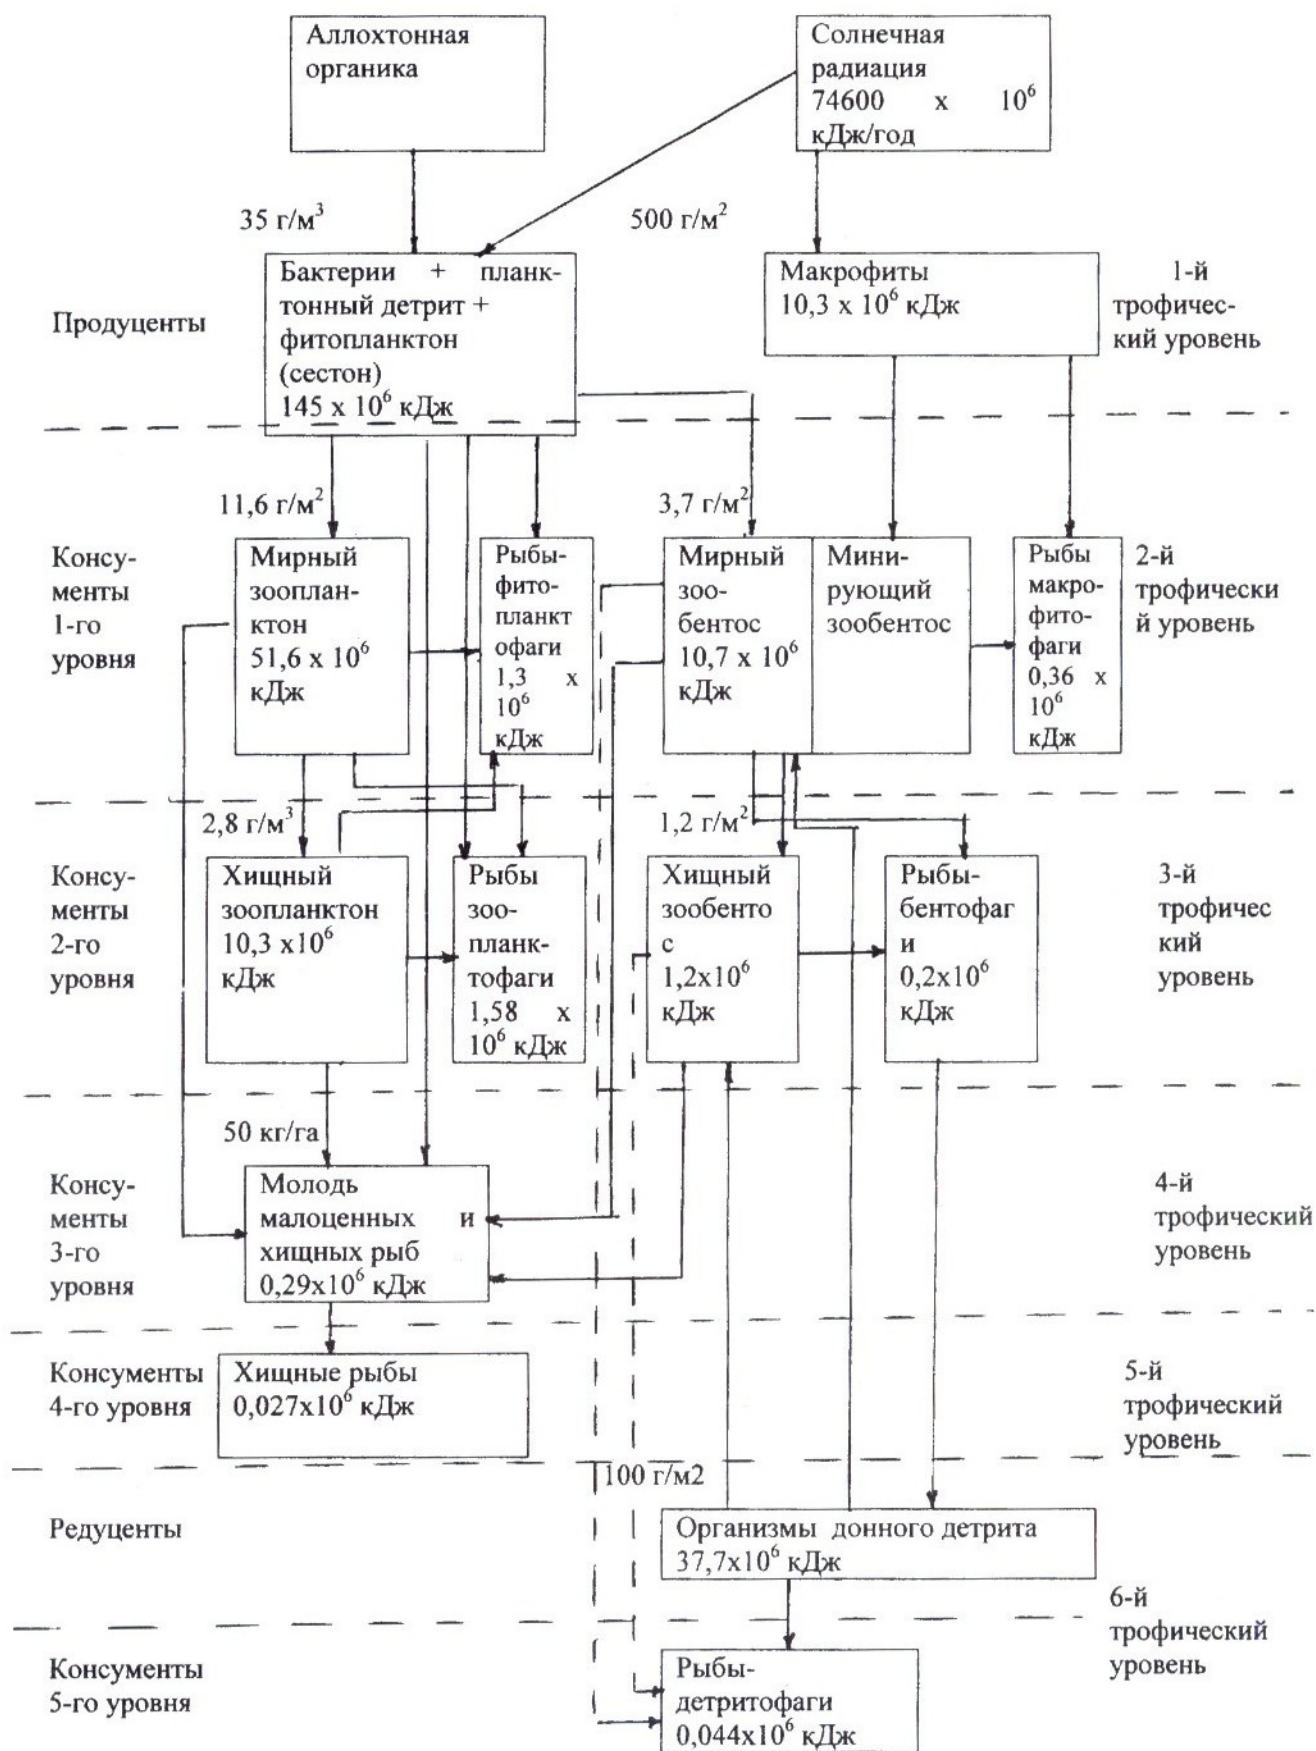 Аллохтонная
органика
Солнечная
радиация
74600 х 10⁶
кДж/год
35 г/м³
500 г/м²
Продуценты
Бактерии + планк-
тонный детрит +
фитопланктон
(сестон)
145 х 10⁶ кДж
Макрофиты
10,3 х 10⁶ кДж
1-й
трофичес-
кий уровень
11,6 г/м²
3,7 г/м²
Консу-
менты
1-го
уровня
Мирный
зооплан-
ктон
51,6 х 10⁶
кДж
Рыбы-
фито-
планкт
офаги
1,3 х
10⁶
кДж
Мирный
зоо-
бентос
10,7 х 10⁶
кДж
Мини-
рующий
зообентос
Рыбы
макро-
фито-
фаги
0,36 х
10⁶
кДж
2-й
трофически
й уровень
2,8 г/м³
1,2 г/м²
Консу-
менты
2-го
уровня
Хищный
зоопланктон
10,3 х10⁶
кДж
Рыбы
зоо-
планк-
тофаги
1,58 х
10⁶ кДж
Хищный
зообенто
с
1,2х10⁶
кДж
Рыбы-
бентофаг
и
0,2х10⁶
кДж
3-й
трофичес
кий
уровень
50 кг/га
Консу-
менты
3-го
уровня
Молодь
малоценных и
хищных рыб
0,29х10⁶ кДж
4-й
трофический
уровень
Консументы
4-го уровня
Хищные рыбы
0,027х10⁶ кДж
5-й
трофический
уровень
100 г/м2
Редуценты
Организмы донного детрита
37,7х10⁶ кДж
6-й
трофический
уровень
Консументы
5-го уровня
Рыбы-
детритофаги
0,044х10⁶ кДж